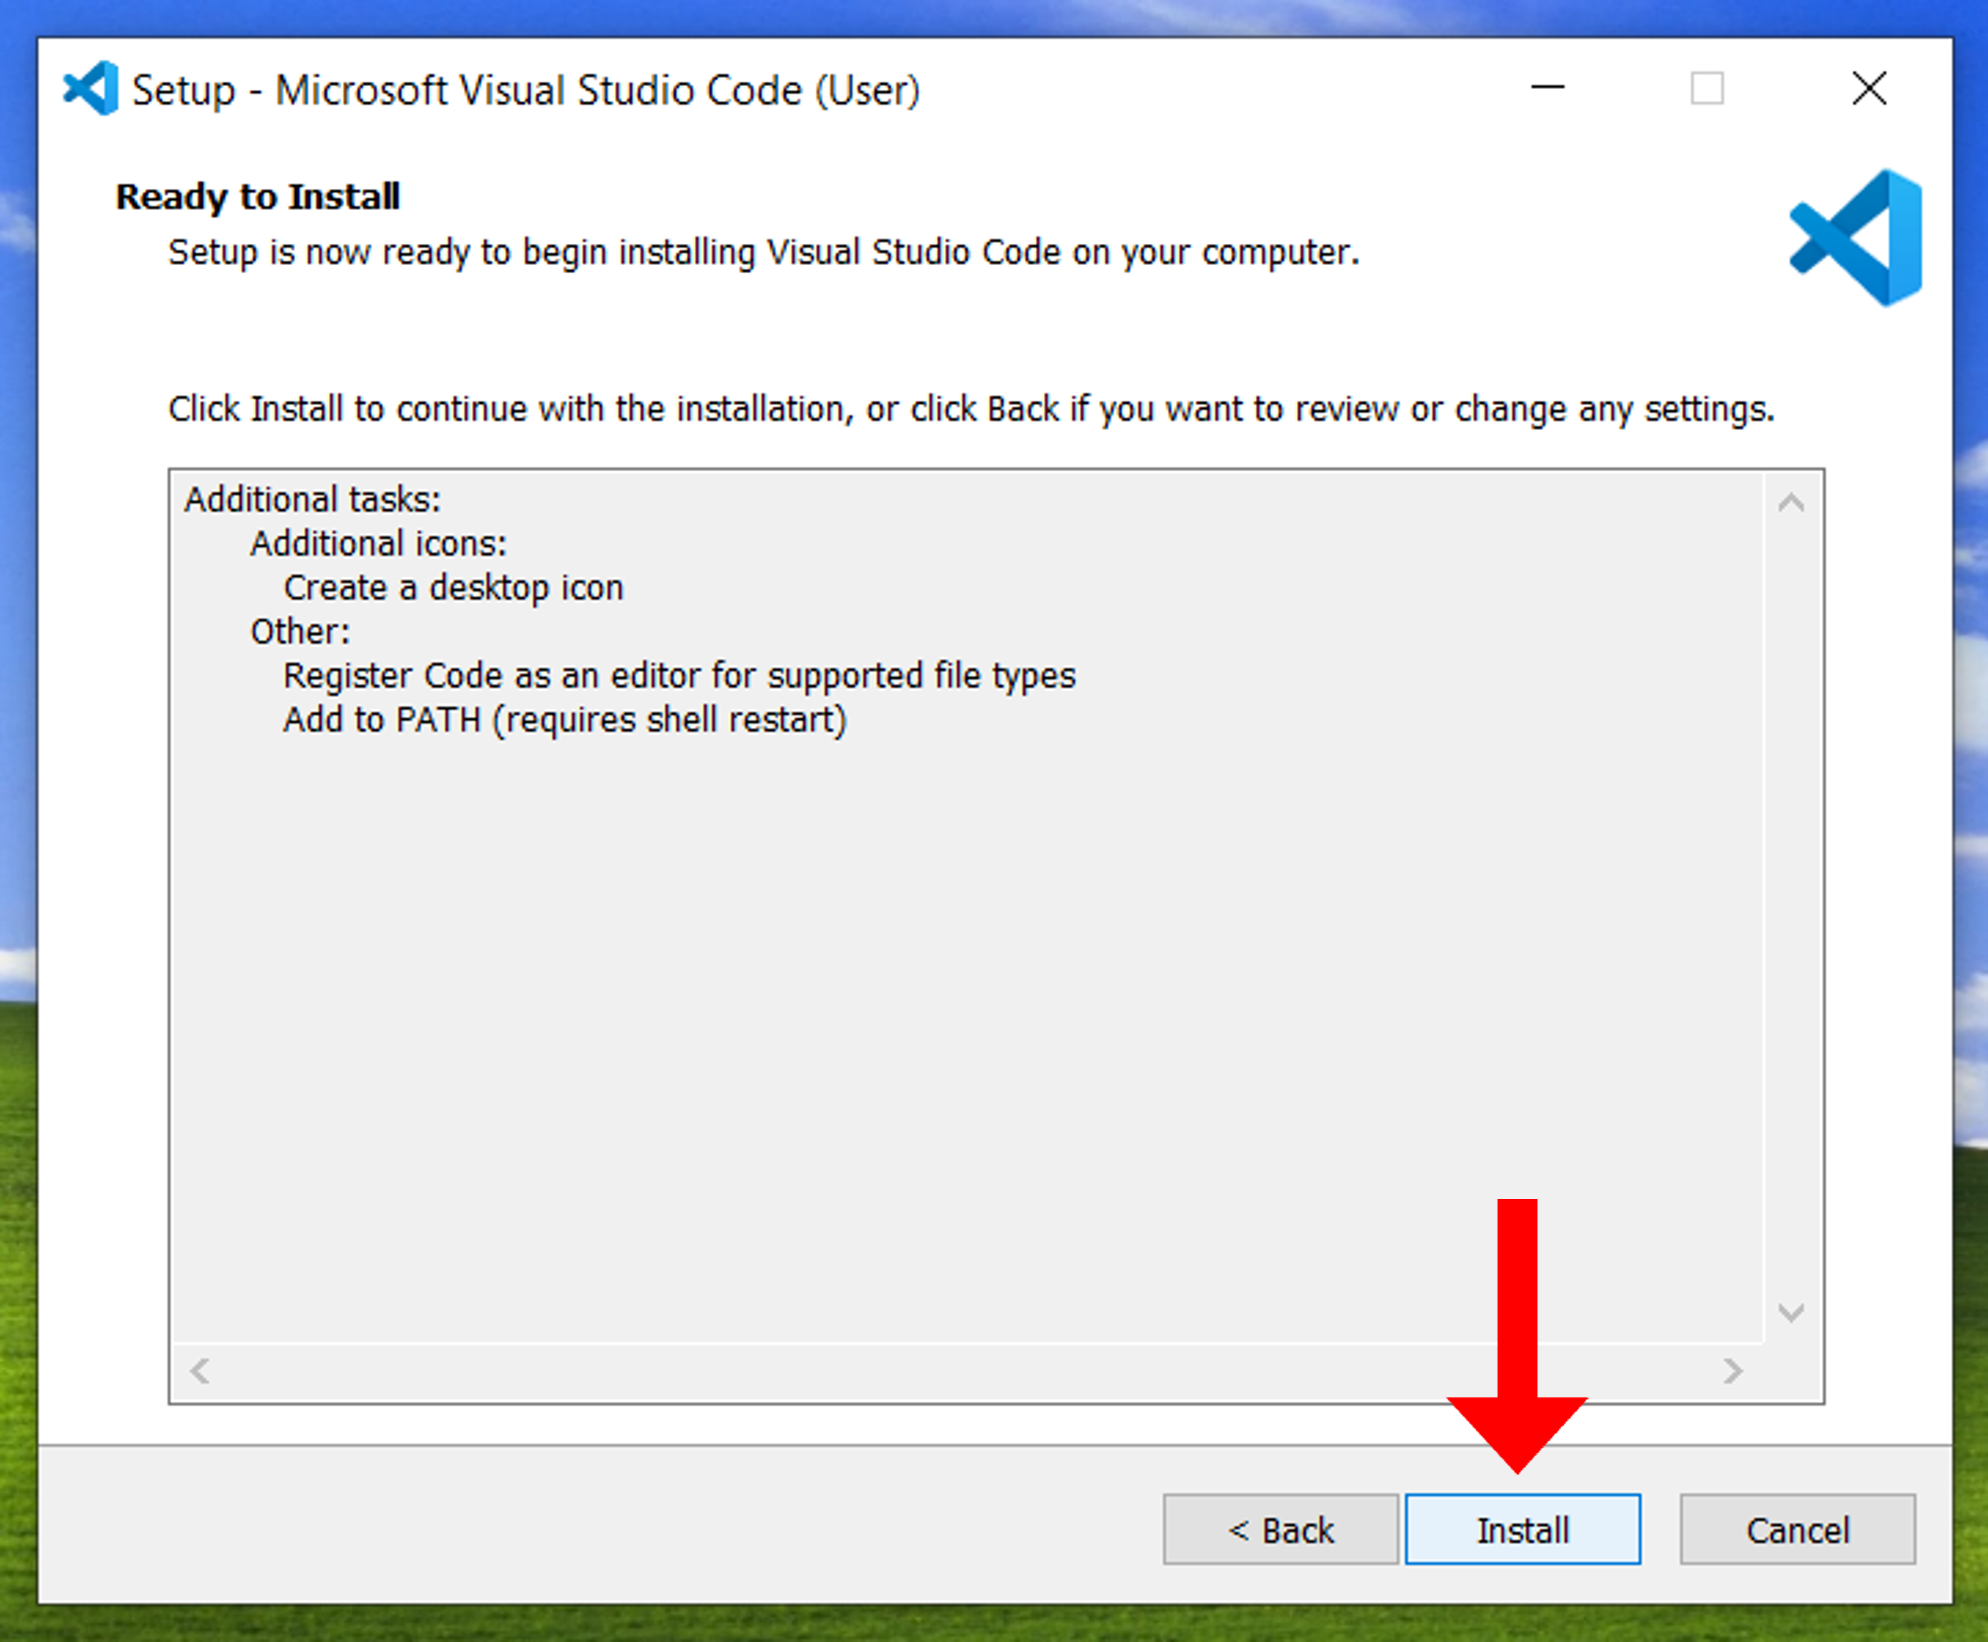 Setup - Microsoft Visual Studio Code (User)
Ready to Install
Setup is now ready to begin installing Visual Studio Code on your computer.
Click Install to continue with the installation, or click Back if you want to review or change any settings.
Additional tasks:
Additional icons:
Create a desktop icon
Other:
Register Code as an editor for supported file types
Add to PATH (requires shell restart)
< Back
Install
Cancel